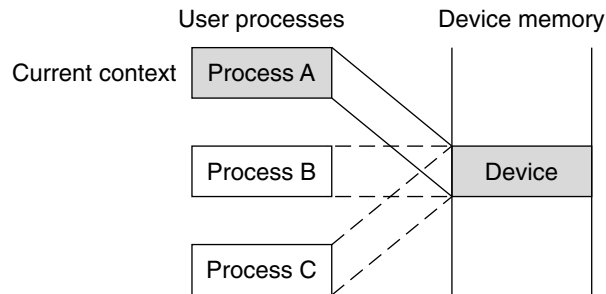 User processes
Device memory
Current context
Process A
Process B
Device
Process C